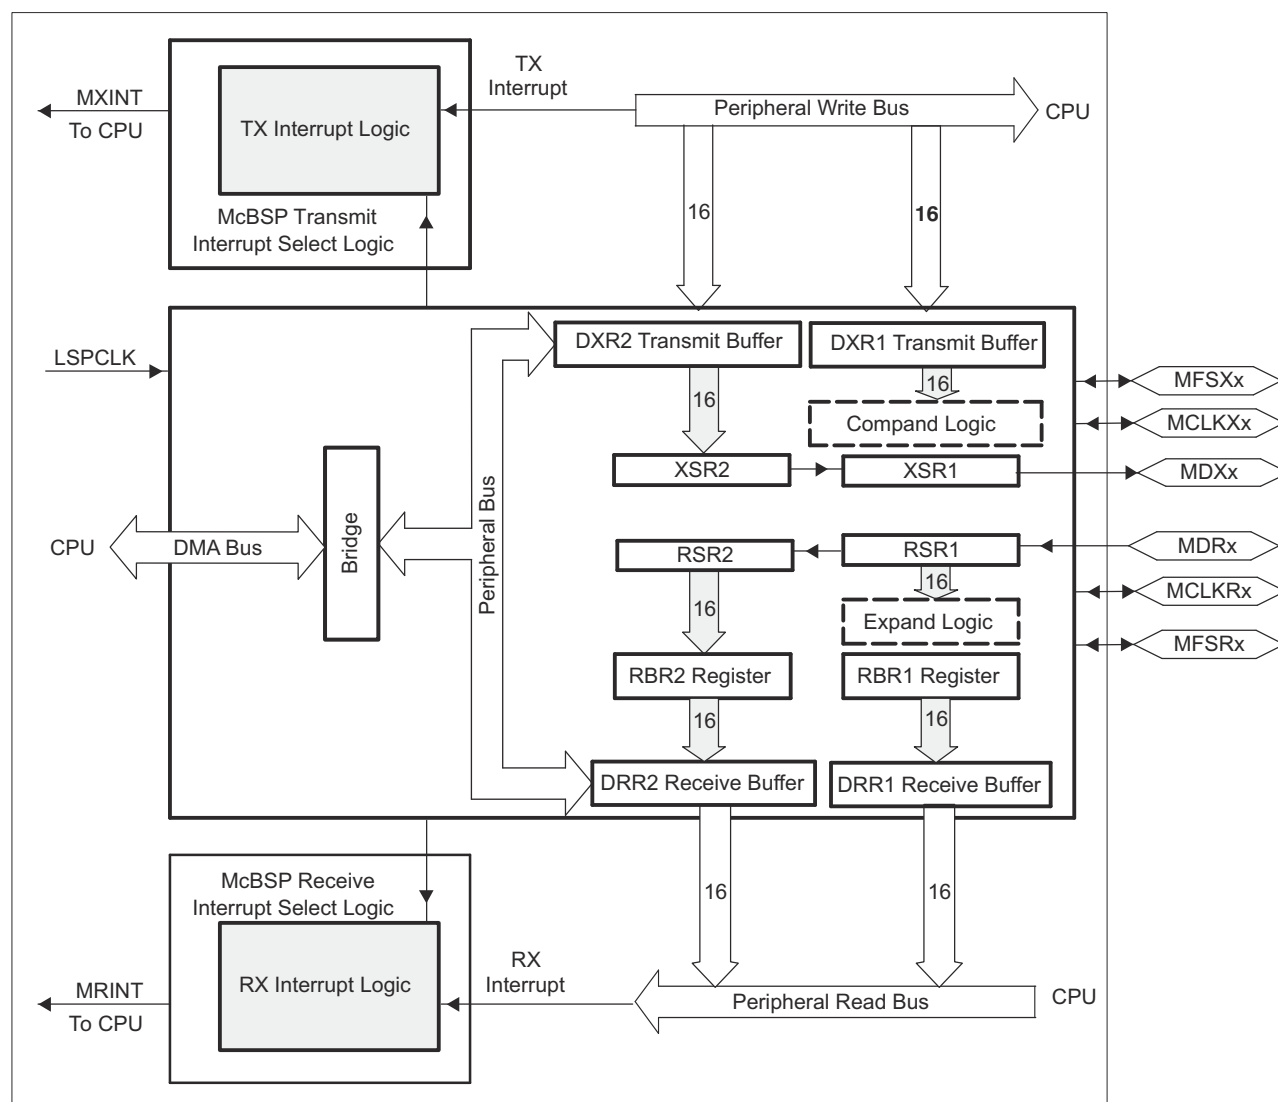 TX
Interrupt
MXINT
To CPU
TX Interrupt Logic
Peripheral Write Bus
CPU
McBSP Transmit
Interrupt Select Logic
16
16
LSPCLK
DXR2 Transmit Buffer
DXR1 Transmit Buffer
MFSXx
16
16
Compand Logic
MCLKXx
XSR2
XSR1
MDXx
Peripheral Bus
CPU
DMA Bus
Bridge
RSR2
RSR1
MDRx
16
16
MCLKRx
Expand Logic
MFSRx
RBR2 Register
RBR1 Register
16
16
DRR2 Receive Buffer
DRR1 Receive Buffer
McBSP Receive
Interrupt Select Logic
16
16
RX
Interrupt
MRINT
To CPU
RX Interrupt Logic
Peripheral Read Bus
CPU